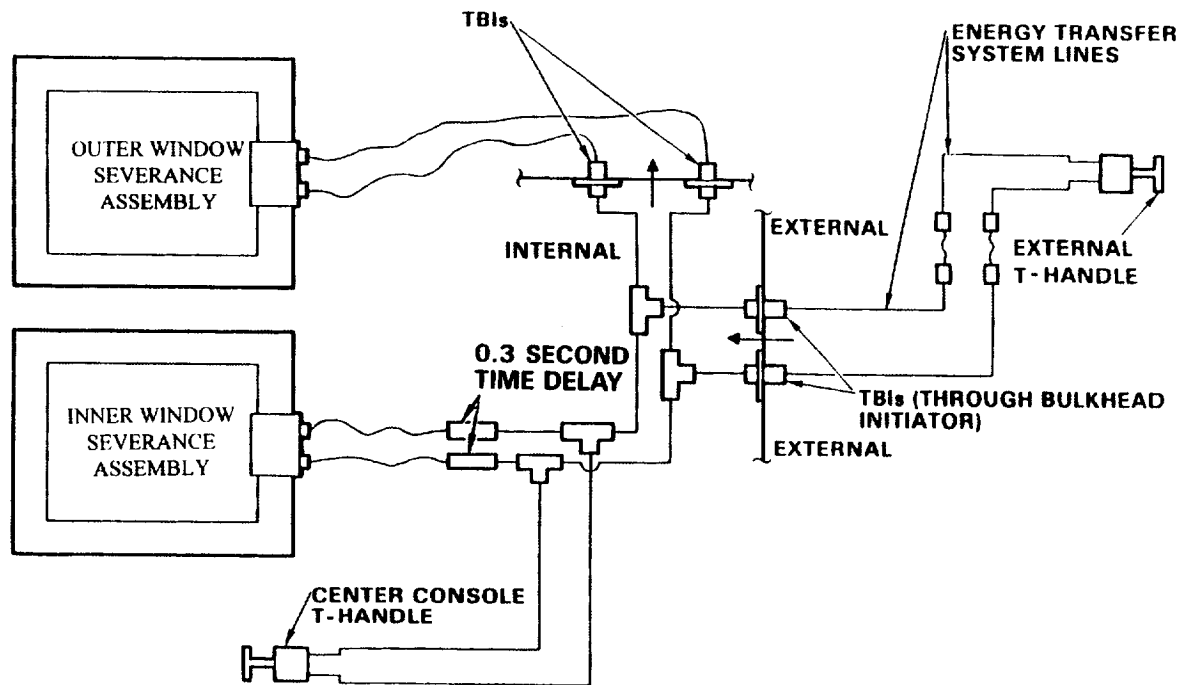 TBIs
ENERGY TRANSFER
SYSTEM LINES
OUTER WINDOW
SEVERANCE
ASSEMBLY
INTERNAL
EXTERNAL
EXTERNAL
T-HANDLE
0.3 SECOND
TIME DELAY
INNER WINDOW
SEVERANCE
ASSEMBLY
TBIs (THROUGH BULKHEAD
INITIATOR)
EXTERNAL
CENTER CONSOLE
T-HANDLE